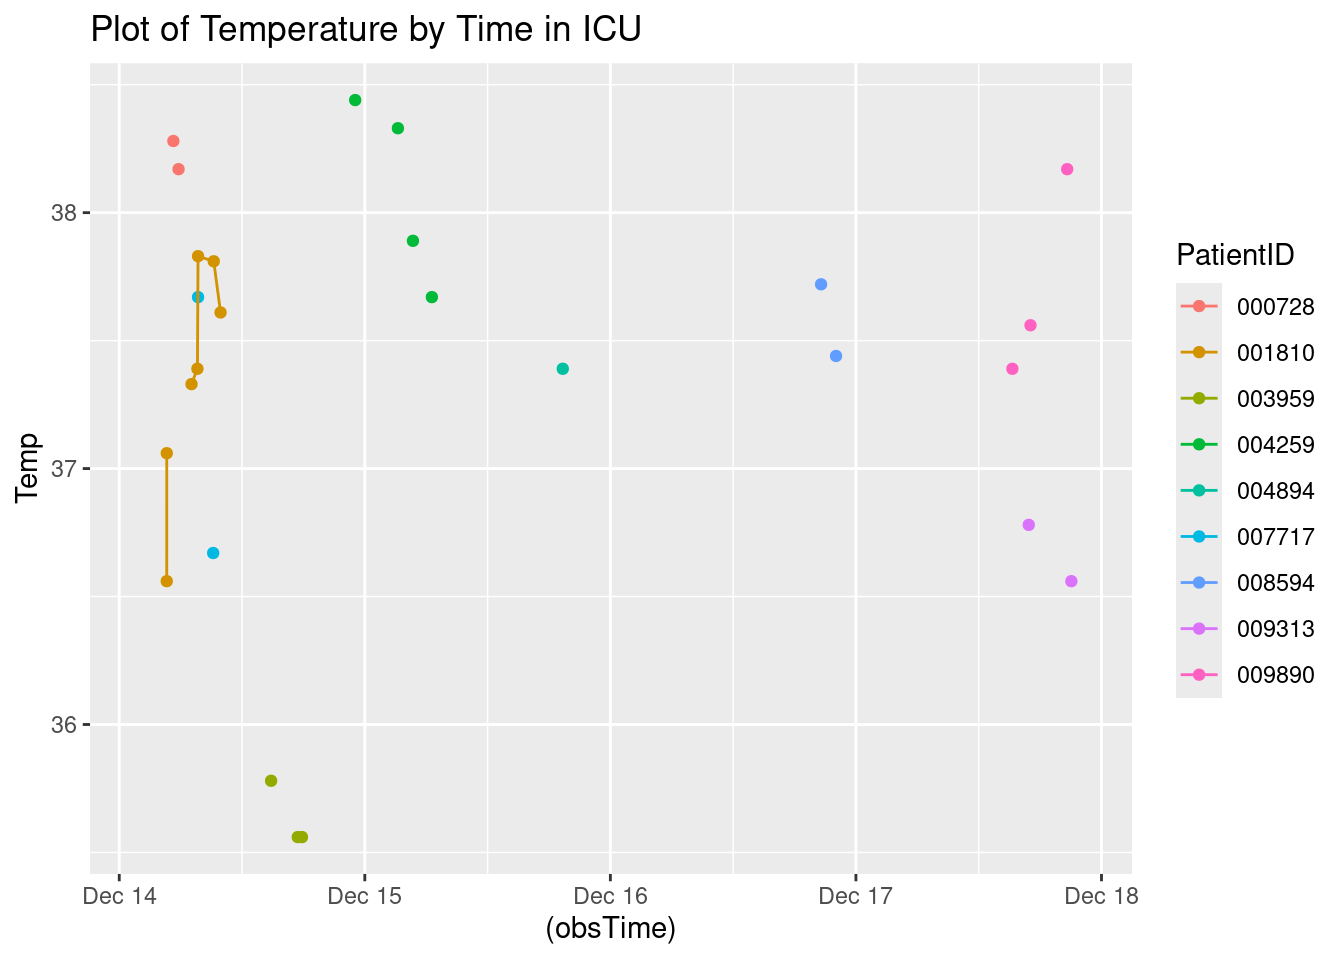 Plot of Temperature by Time in ICU
38
37
36
Temp
Dec 14
Dec 15
Dec 16
Dec 17
Dec 18
(obsTime)
PatientID
000728
001810
003959
004259
004894
007717
008594
009313
009890